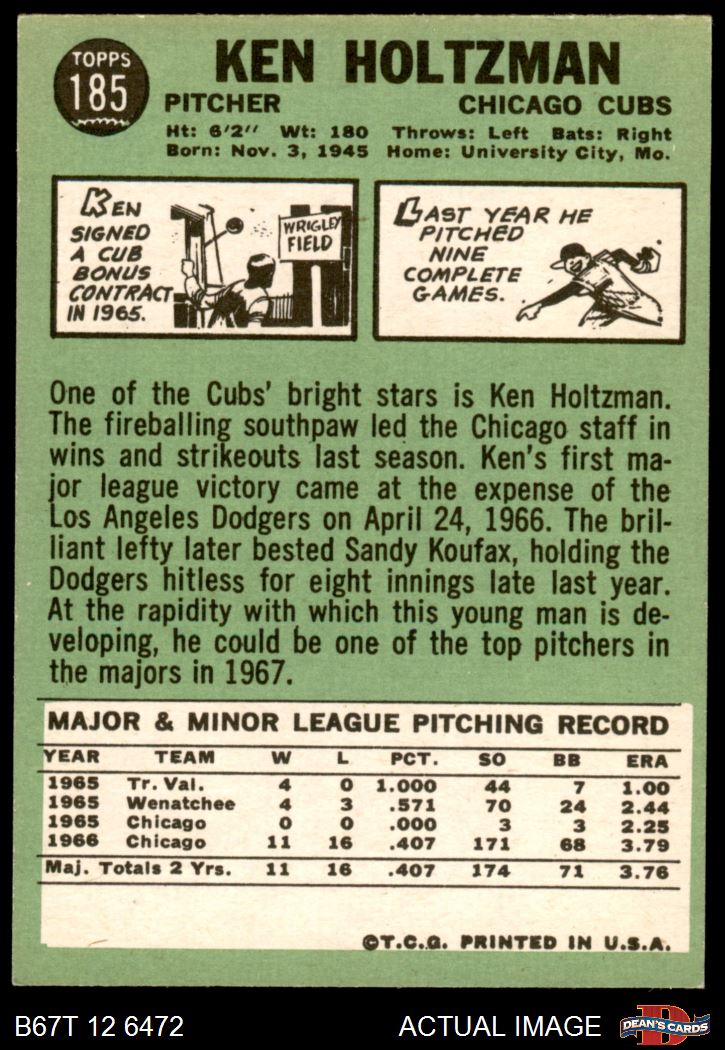 TOPPS
185
KEN HOLTZMAN
PITCHER CHICAGO CUBS
Ht: 6'2" Wt: 180 Throws: Left Bats: Right
Born: Nov. 3, 1945 Home: University City, Mo.
KEN
SIGNED
A CUB
BONUS
CONTRACT
IN 1965.
WRIGLEY
FIELD
LAST YEAR HE
PITCHED
NINE
COMPLETE
GAMES.
One of the Cubs' bright stars is Ken Holtzman.
The fireballing southpaw led the Chicago staff in
wins and strikeouts last season. Ken's first ma-
jor league victory came at the expense of the
Los Angeles Dodgers on April 24, 1966. The bril-
liant lefty later bested Sandy Koufax, holding the
Dodgers hitless for eight innings late last year.
At the rapidity with which this young man is de-
veloping, he could be one of the top pitchers in
the majors in 1967.
MAJOR & MINOR LEAGUE PITCHING RECORD
YEAR TEAM W L PCT. SO BB ERA
1965 Tr. Val. 4 0 1.000 44 7 1.00
1965 Wenatchee 4 3 .571 70 24 2.44
1965 Chicago 0 0 .000 3 3 2.25
1966 Chicago 11 16 .407 171 68 3.79
Maj. Totals 2 Yrs. 11 16 .407 174 71 3.76
©T.C.G. PRINTED IN U.S.A.
B67T 12 6472 ACTUAL IMAGE
DEAN'S CARDS